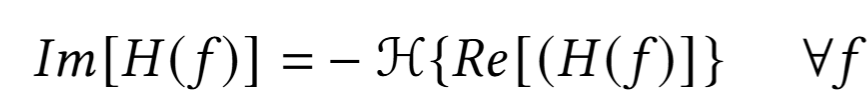 Im[H(f)] = − ℋ{Re[(H(f)]} ∀f